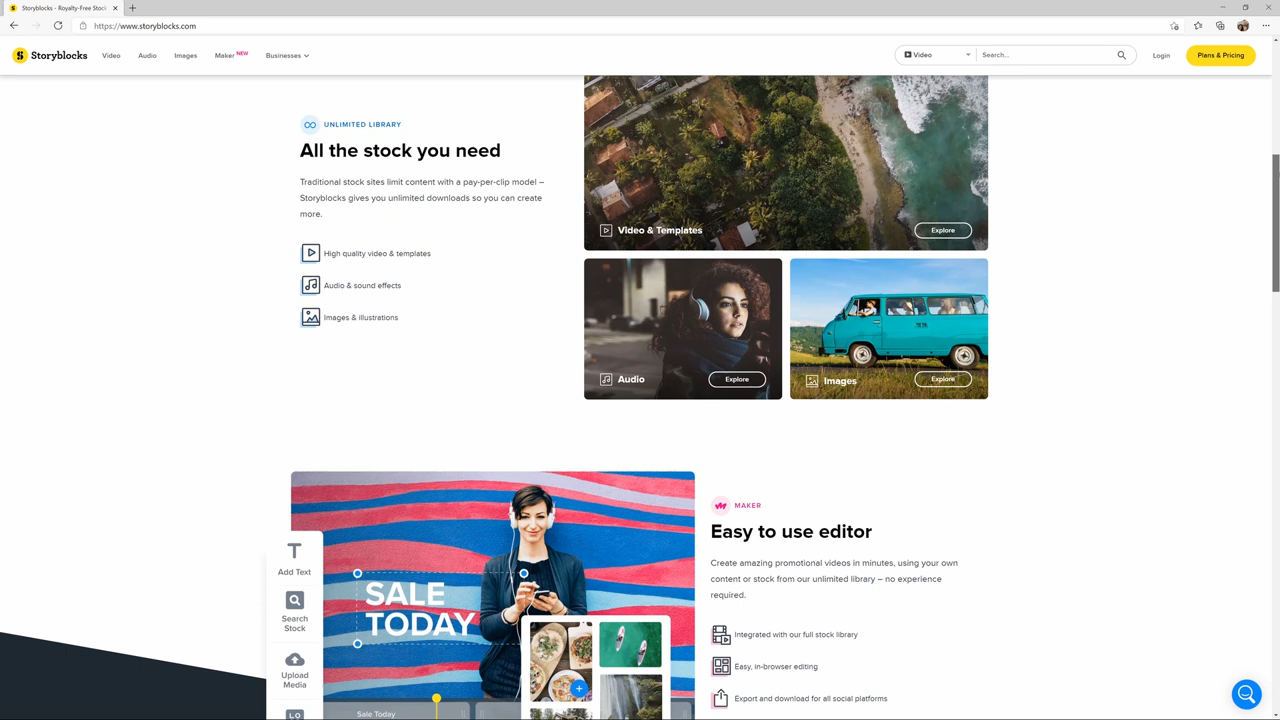 Storyblocks - Royalty-Free Stoc
https://www.storyblocks.com
Storyblocks
Video
Audio
Images
Maker NEW
Businesses
Video
Search...
Login
Plans & Pricing
UNLIMITED LIBRARY
All the stock you need
Traditional stock sites limit content with a pay-per-clip model –
Storyblocks gives you unlimited downloads so you can create
more.
High quality video & templates
Audio & sound effects
Images & illustrations
Video & Templates
Explore
Audio
Explore
Images
Explore
MAKER
Easy to use editor
Create amazing promotional videos in minutes, using your own
content or stock from our unlimited library – no experience
required.
Integrated with our full stock library
Easy, in-browser editing
Export and download for all social platforms
T
Add Text
Search
Stock
Upload
Media
LO
SALE
TODAY
Sale Today